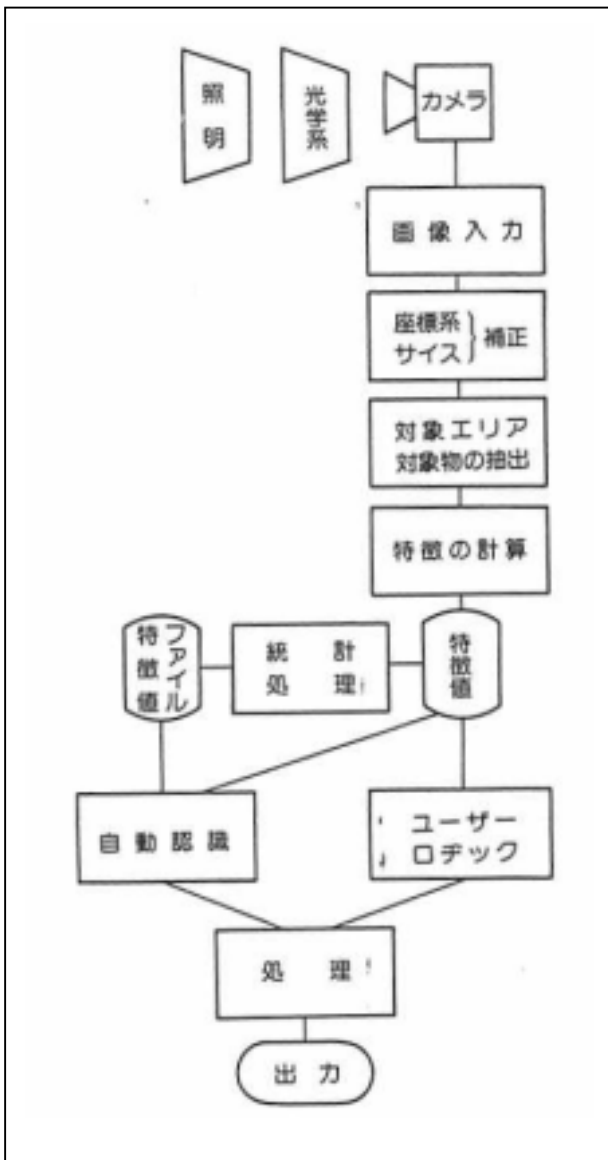 照明
光学系
カメラ
画像入力
座標系
サイス
}補正
対象エリア
対象物の抽出
特徴の計算
特徴値
ファイル
統計
処理
特徴値
自動認識
ユーザー
ロヂック
処理
出力